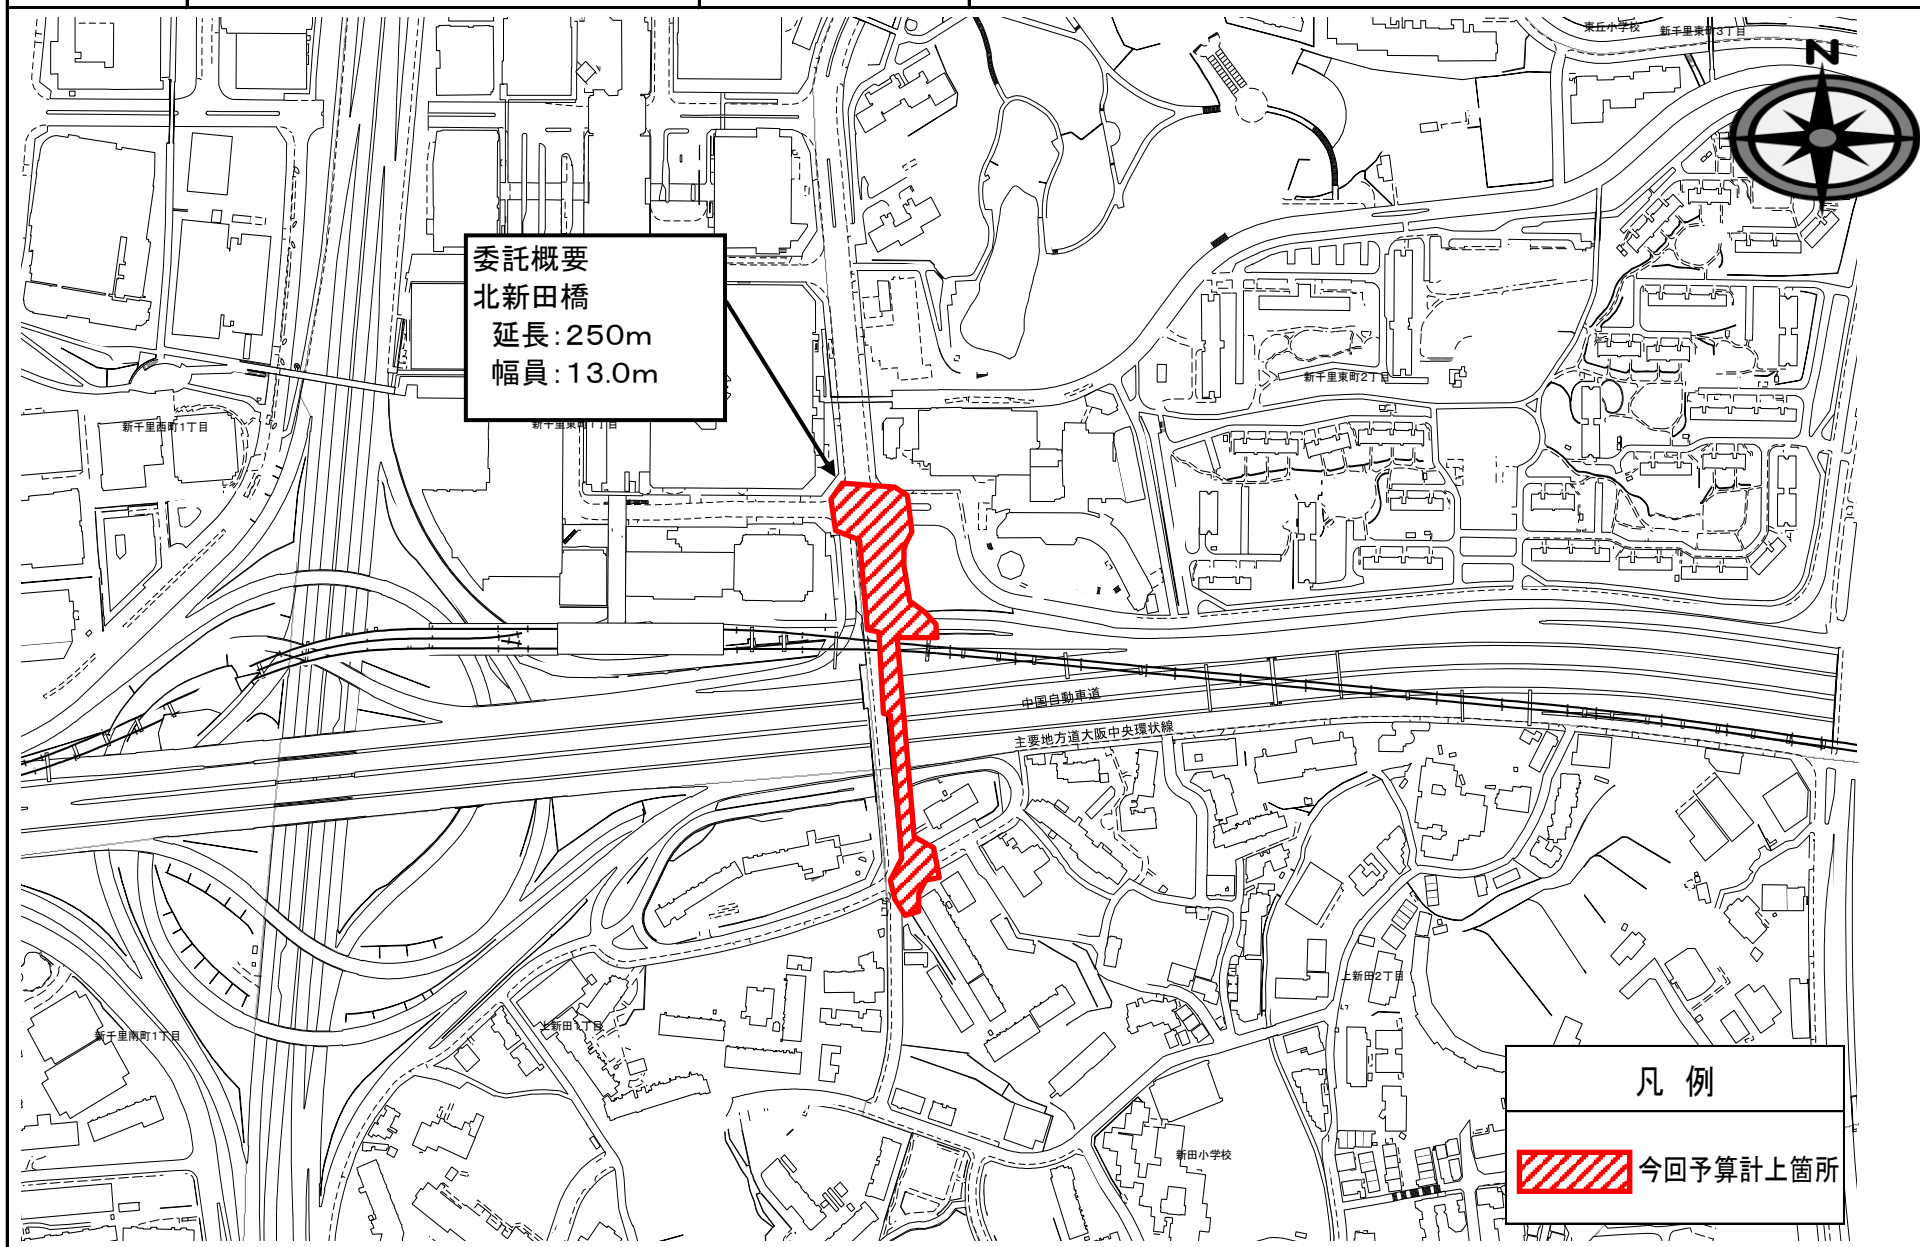 東丘小学校
新千里東町3丁目
N
委託概要
北新田橋
延長:250m
幅員:13.0m
新千里東町2丁目
新千里西町1丁目
新千里東町1丁目
中国自動車道
主要地方道大阪中央環状線
上新田2丁目
上新田1丁目
新千里南町1丁目
新田小学校
凡 例
今回予算計上箇所